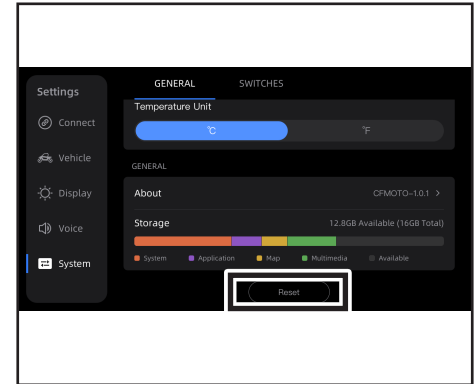 Settings
Connect
Vehicle
Display
Voice
System
GENERAL SWITCHES
Temperature Unit
°C °F
GENERAL
About CFMOTO-1.0.1 >
Storage 12.8GB Available (16GB Total)
System Application Map Multimedia Available
Reset